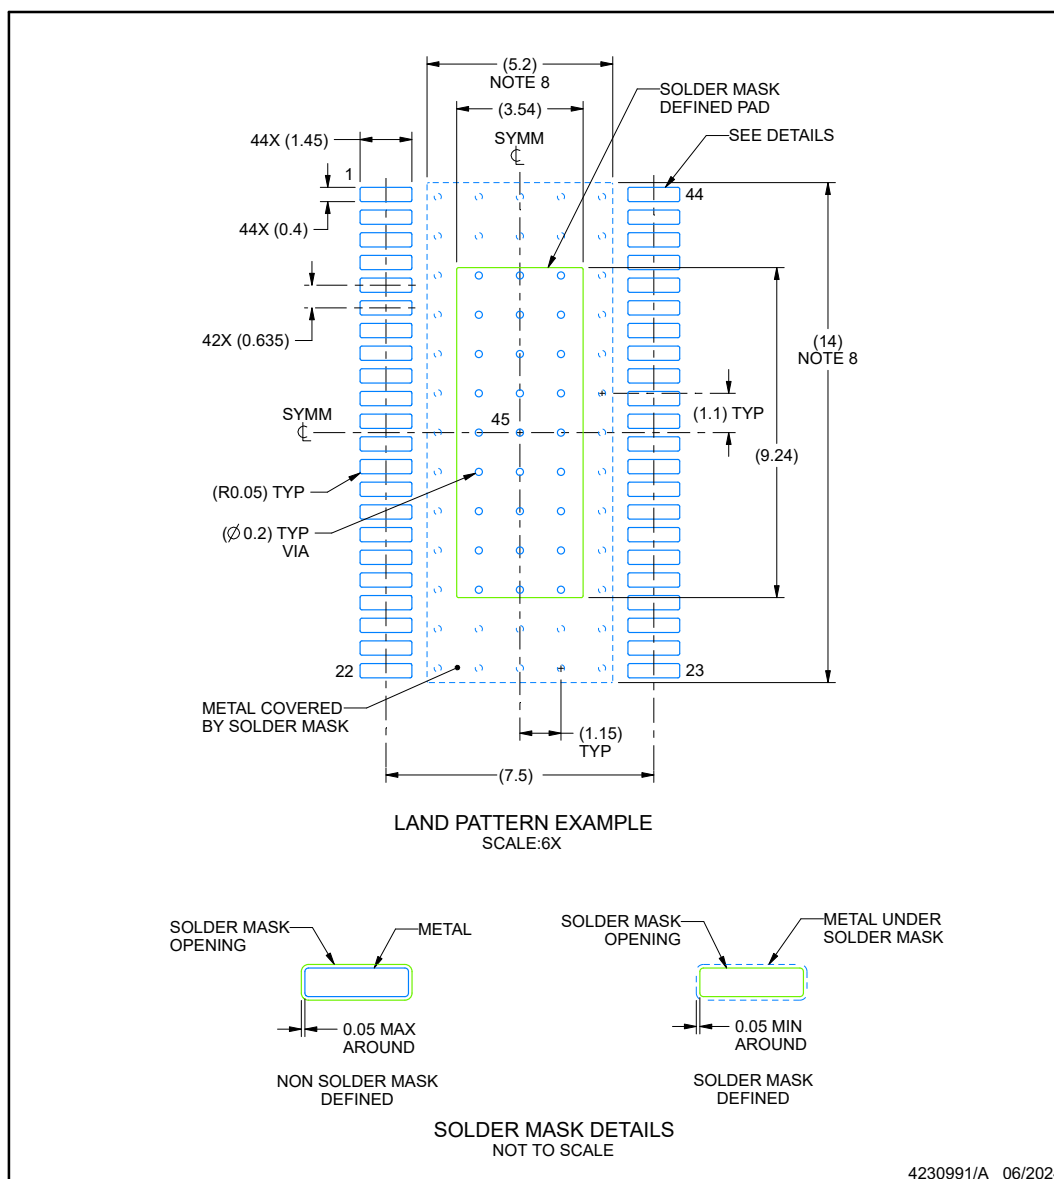 (5.2)
NOTE 8
SOLDER MASK
DEFINED PAD
(3.54)
44X (1.45)
SYMM
SEE DETAILS
1
44
44X (0.4)
42X (0.635)
(14)
NOTE 8
(1.1) TYP
SYMM
45
(9.24)
(R0.05) TYP
(Ø0.2) TYP
VIA
22
23
METAL COVERED
BY SOLDER MASK
(1.15)
TYP
(7.5)
LAND PATTERN EXAMPLE
SCALE:6X
SOLDER MASK
OPENING
METAL
SOLDER MASK
OPENING
METAL UNDER
SOLDER MASK
0.05 MAX
AROUND
0.05 MIN
AROUND
NON SOLDER MASK
DEFINED
SOLDER MASK
DEFINED
SOLDER MASK DETAILS
NOT TO SCALE
4230991/A